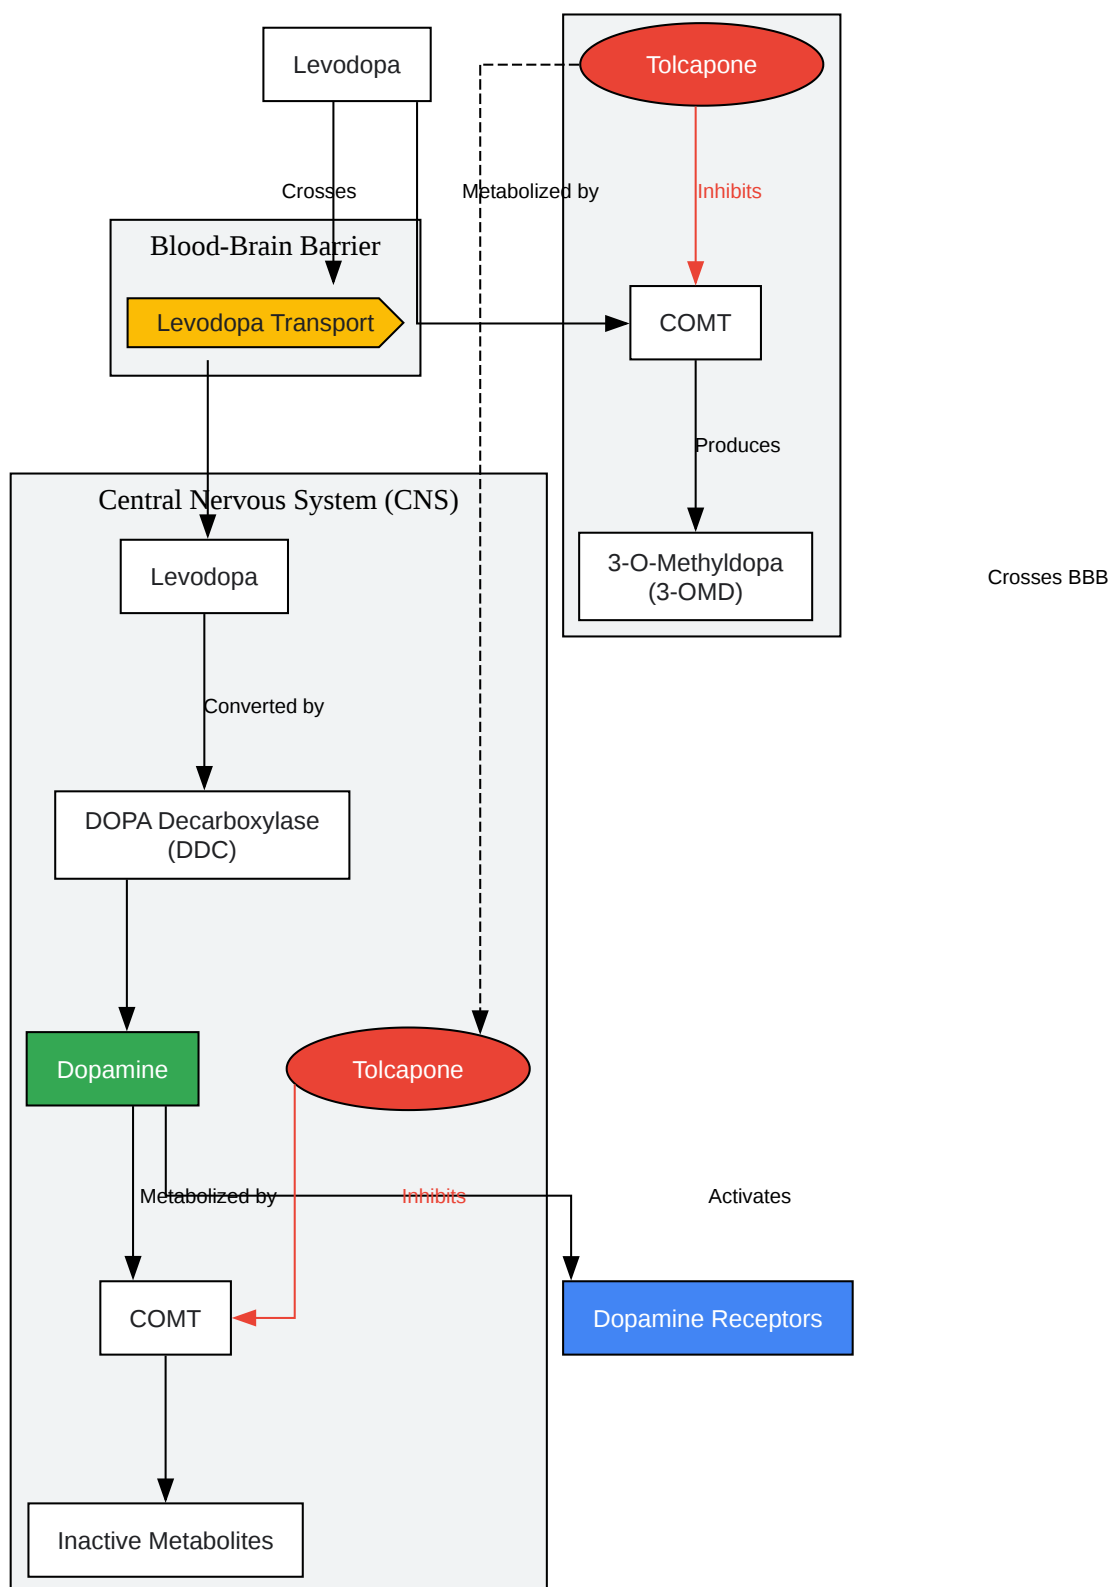 Levodopa
Tolcapone
Crosses
Metabolized by
Inhibits
Blood-Brain Barrier
Levodopa Transport
COMT
Produces
Central Nervous System (CNS)
Levodopa
3-O-Methyldopa
(3-OMD)
Crosses BBB
Converted by
DOPA Decarboxylase
(DDC)
Dopamine
Tolcapone
Metabolized by
Inhibits
Activates
COMT
Dopamine Receptors
Inactive Metabolites